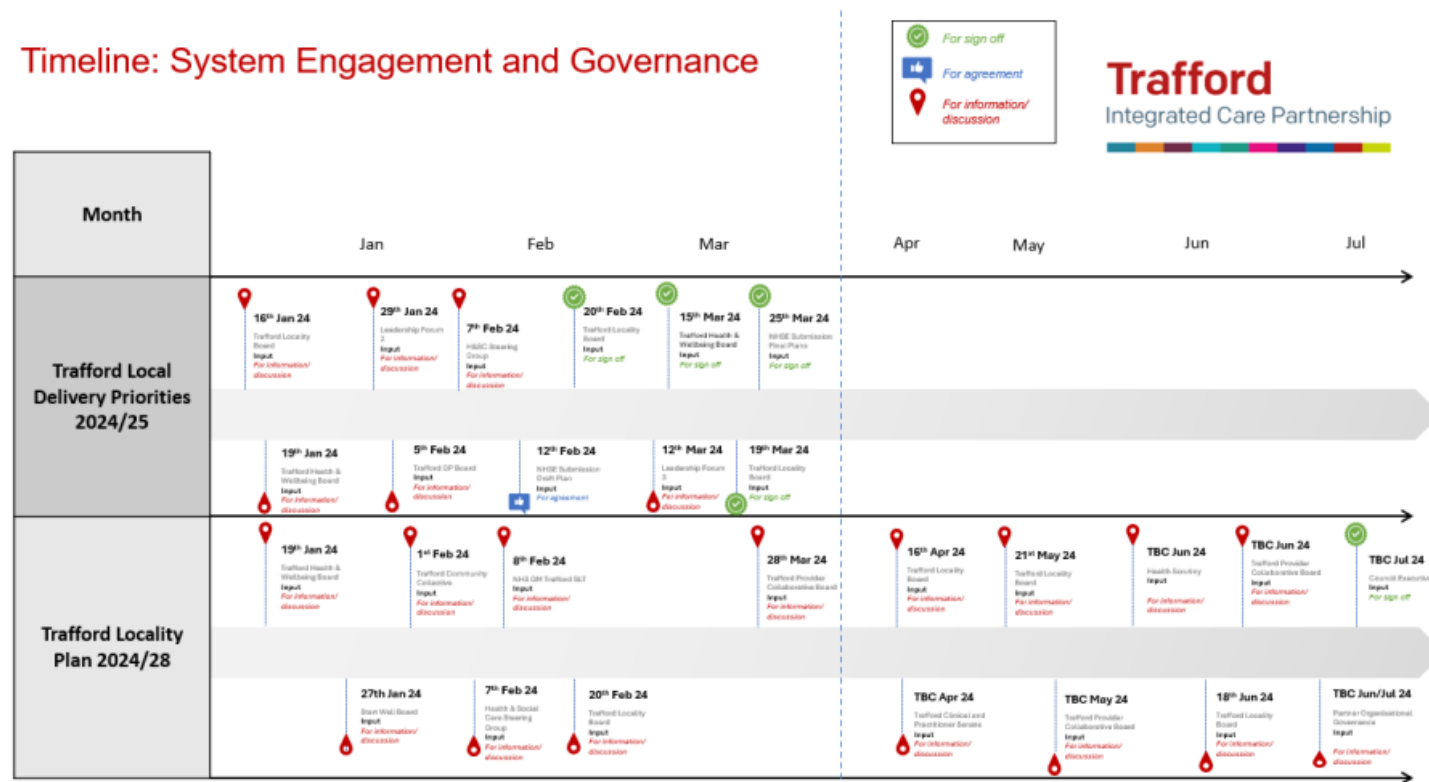 Timeline: System Engagement and Governance
For sign off
For agreement
For information/
discussion
Trafford
Integrated Care Partnership
Month
Jan
Feb
Mar
Apr
May
Jun
Jul
Trafford Local
Delivery Priorities
2024/25
16th Jan 24
Trafford Locality
Board
Input
For information/
discussion
29th Jan 24
Leadership Forum
2
Input
For information/
discussion
7th Feb 24
H&SC Steering
Group
Input
For information/
discussion
20th Feb 24
Trafford Locality
Board
Input
For sign off
15th Mar 24
Trafford Health &
Wellbeing Board
Input
For sign off
25th Mar 24
NHSE Submission
Final Plans
Input
For sign off
19th Jan 24
Trafford Health &
Wellbeing Board
Input
For information/
discussion
5th Feb 24
Trafford GP Board
Input
For information/
discussion
12th Feb 24
NHSE Submission
Draft Plan
Input
For agreement
12th Mar 24
Leadership Forum
3
Input
For information/
discussion
19th Mar 24
Trafford Locality
Board
Input
For sign off
Trafford Locality
Plan 2024/28
19th Jan 24
Trafford Health &
Wellbeing Board
Input
For information/
discussion
1st Feb 24
Trafford Community
Collective
Input
For information/
discussion
8th Feb 24
NHS GM Trafford SLT
Input
For information/
discussion
28th Mar 24
Trafford Provider
Collaborative Board
Input
For information/
discussion
16th Apr 24
Trafford Locality
Board
Input
For information/
discussion
21st May 24
Trafford Locality
Board
Input
For information/
discussion
TBC Jun 24
Health Scrutiny
Input
For information/
discussion
TBC Jun 24
Trafford Provider
Collaborative Board
Input
For information/
discussion
TBC Jul 24
Council Executive
Input
For sign off
27th Jan 24
Start Well Board
Input
For information/
discussion
7th Feb 24
Health & Social
Care Steering
Group
Input
For information/
discussion
20th Feb 24
Trafford Locality
Board
Input
For information/
discussion
TBC Apr 24
Trafford Clinical and
Practitioner Senate
Input
For information/
discussion
TBC May 24
Trafford Provider
Collaborative Board
Input
For information/
discussion
18th Jun 24
Trafford Locality
Board
Input
For information/
discussion
TBC Jun/Jul 24
Partner Organisational
Governance
Input
For information/
discussion